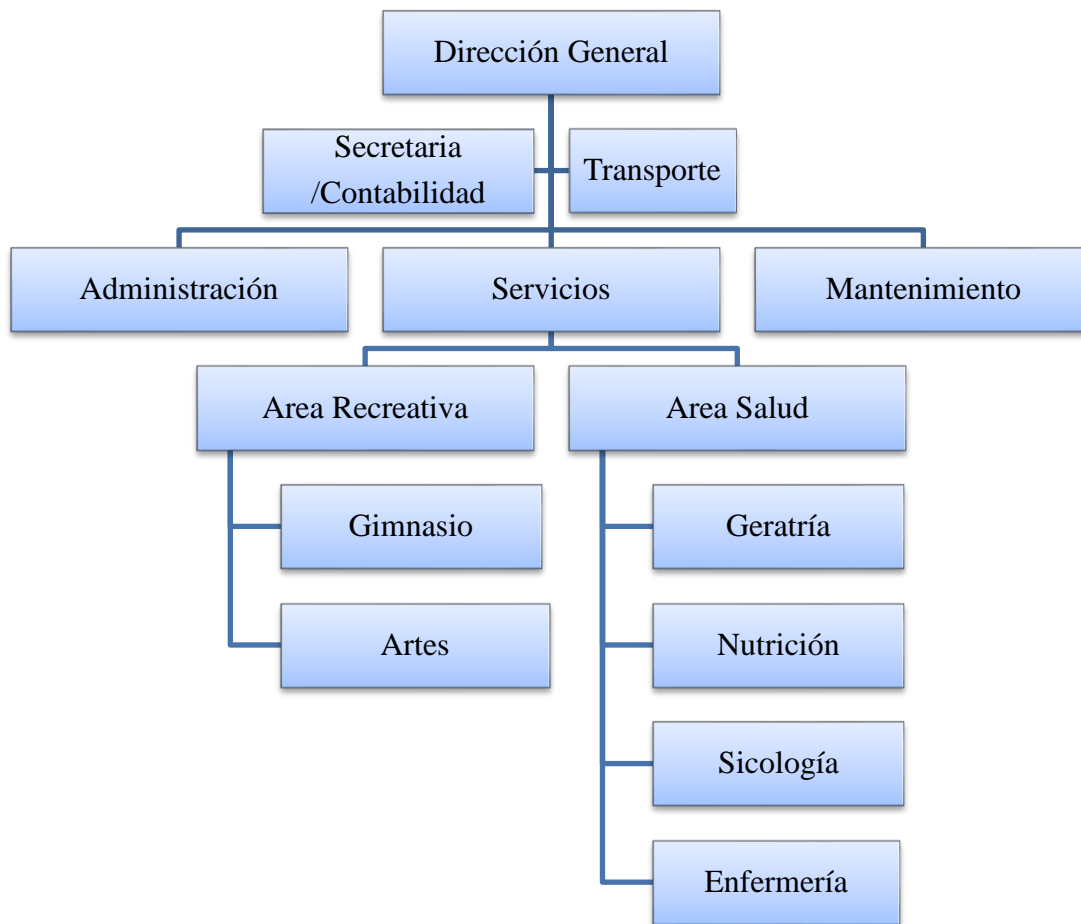 Dirección General
Secretaria
/Contabilidad
Transporte
Administración
Servicios
Mantenimiento
Area Recreativa
Area Salud
Gimnasio
Geratría
Artes
Nutrición
Sicología
Enfermería